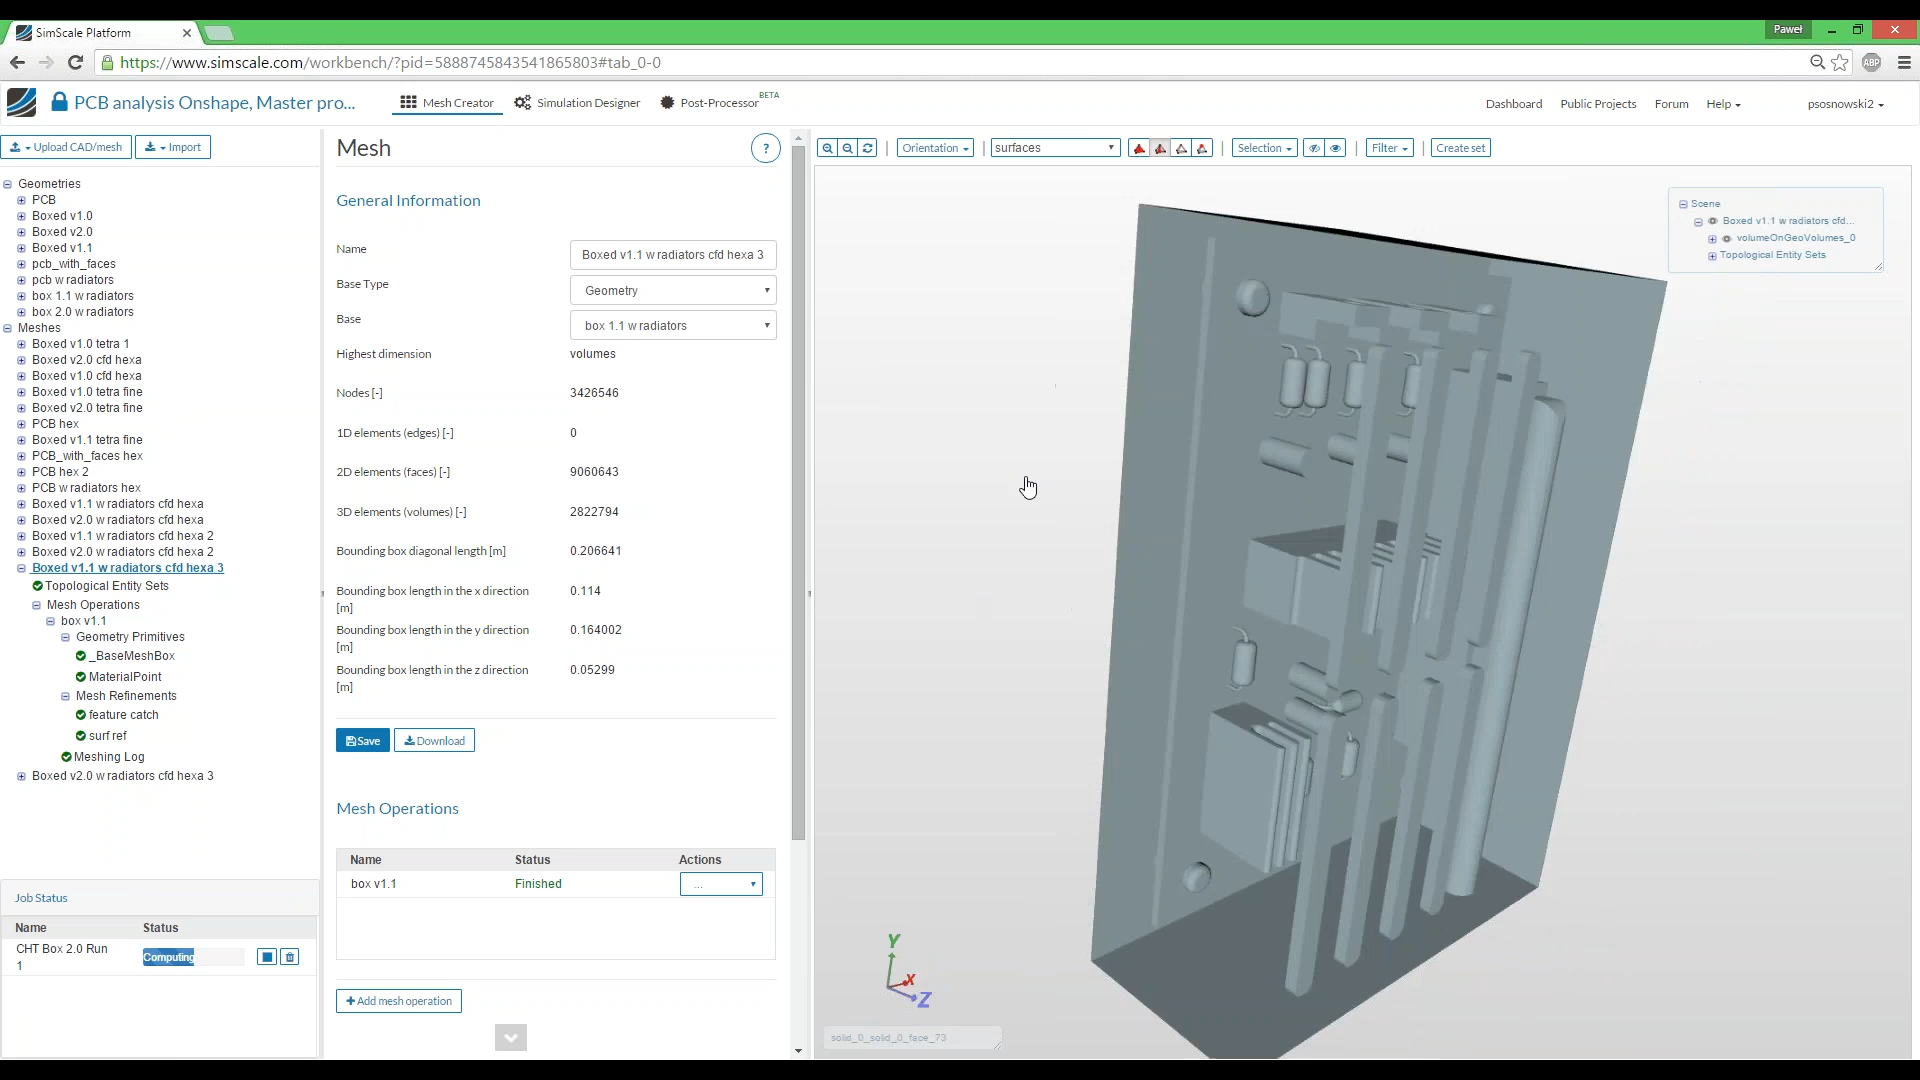 SimScale Platform
Paweł
https://www.simscale.com/workbench/?pid=5888745843541865803#tab_0-0
ABP
PCB analysis Onshape, Master pro...
Mesh Creator
Simulation Designer
Post-Processor BETA
Dashboard
Public Projects
Forum
Help
psosnowski2
Upload CAD/mesh
Import
Geometries
PCB
Boxed v1.0
Boxed v2.0
Boxed v1.1
pcb_with_faces
pcb w radiators
box 1.1 w radiators
box 2.0 w radiators
Meshes
Boxed v1.0 tetra 1
Boxed v2.0 cfd hexa
Boxed v1.0 cfd hexa
Boxed v1.0 tetra fine
Boxed v2.0 tetra fine
PCB hex
Boxed v1.1 tetra fine
PCB_with_faces hex
PCB hex 2
PCB w radiators hex
Boxed v1.1 w radiators cfd hexa
Boxed v2.0 w radiators cfd hexa
Boxed v1.1 w radiators cfd hexa 2
Boxed v2.0 w radiators cfd hexa 2
Boxed v1.1 w radiators cfd hexa 3
Topological Entity Sets
Mesh Operations
box v1.1
Geometry Primitives
_BaseMeshBox
MaterialPoint
Mesh Refinements
feature catch
surf ref
Meshing Log
Boxed v2.0 w radiators cfd hexa 3
Job Status
Name Status
CHT Box 2.0 Run
1
Computing
Mesh
?
General Information
Name Boxed v1.1 w radiators cfd hexa 3
Base Type Geometry
Base box 1.1 w radiators
Highest dimension volumes
Nodes [-] 3426546
1D elements (edges) [-] 0
2D elements (faces) [-] 9060643
3D elements (volumes) [-] 2822794
Bounding box diagonal length [m] 0.206641
Bounding box length in the x direction 0.114
[m]
Bounding box length in the y direction 0.164002
[m]
Bounding box length in the z direction 0.05299
[m]
Save
Download
Mesh Operations
Name Status Actions
box v1.1 Finished ...
+ Add mesh operation
Orientation
surfaces
Selection
Filter
Create set
Scene
Boxed v1.1 w radiators cfd...
volumeOnGeoVolumes_0
Topological Entity Sets
Y
X
Z
solid_0_solid_0_face_73